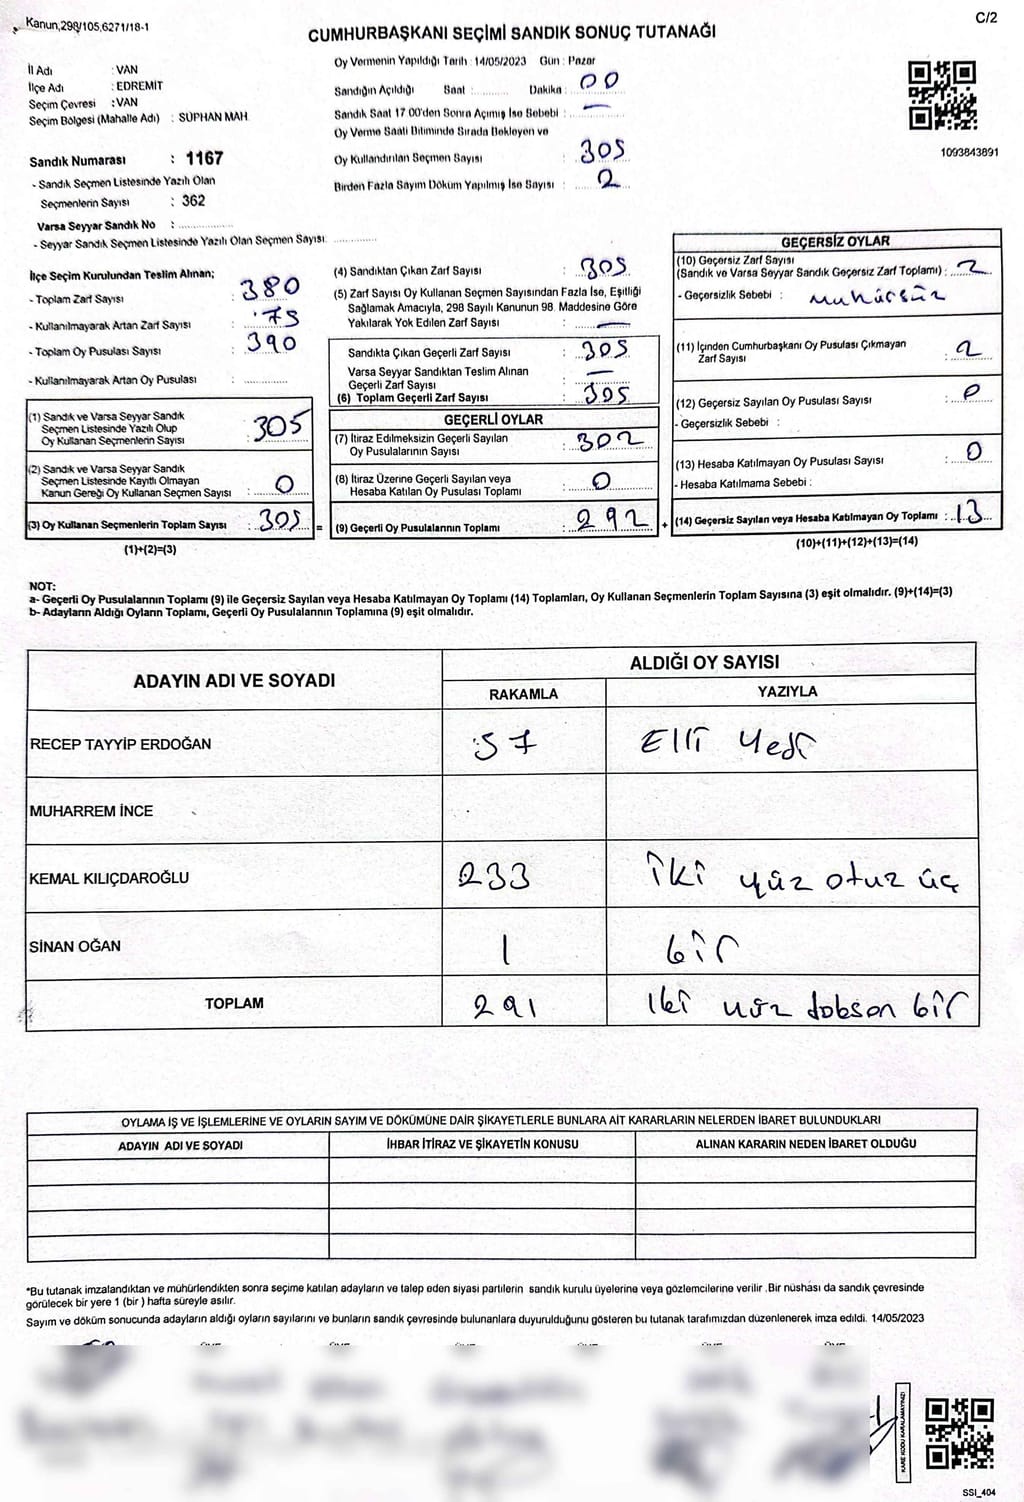 Kanun,298/105,6271/18-1
C/2
CUMHURBAŞKANI SEÇİMİ SANDIK SONUÇ TUTANAĞI
İl Adı : VAN
İlçe Adı : EDREMİT
Seçim Çevresi : VAN
Seçim Bölgesi (Mahalle Adı) : SÜPHAN MAH.
Sandık Numarası : 1167
- Sandık Seçmen Listesinde Yazılı Olan
Seçmenlerin Sayısı : 362
Varsa Seyyar Sandık No : ..............
- Seyyar Sandık Seçmen Listesinde Yazılı Olan Seçmen Sayısı: ..............
Oy Vermenin Yapıldığı Tarih : 14/05/2023 Gün : Pazar
Sandığın Açıldığı Saat :.......... Dakika : 00
Sandık Saat 17 00'den Sonra Açımış İse Sebebi : —
Oy Verme Saati Bitiminde Sırada Bekleyen ve
Oy Kullandırılan Seçmen Sayısı : 305
Birden Fazla Sayım Döküm Yapılmış İse Sayısı : 2
1093843891
İlçe Seçim Kurulundan Teslim Alınan;
- Toplam Zarf Sayısı : 380
- Kullanılmayarak Artan Zarf Sayısı : 75
- Toplam Oy Pusulası Sayısı : 390
- Kullanılmayarak Artan Oy Pusulası : ..............
(1) Sandık ve Varsa Seyyar Sandık
Seçmen Listesinde Yazılı Olup
Oy Kullanan Seçmenlerin Sayısı : 305
(2) Sandık ve Varsa Seyyar Sandık
Seçmen Listesinde Kayıtlı Olmayan
Kanun Gereği Oy Kullanan Seçmen Sayısı : 0
(3) Oy Kullanan Seçmenlerin Toplam Sayısı : 305 =
(1)+(2)=(3)
(4) Sandıktan Çıkan Zarf Sayısı : 305
(5) Zarf Sayısı Oy Kullanan Seçmen Sayısından Fazla İse, Eşitliği
Sağlamak Amacıyla, 298 Sayılı Kanunun 98. Maddesine Göre
Yakılarak Yok Edilen Zarf Sayısı : —
Sandıkta Çıkan Geçerli Zarf Sayısı : 305
Varsa Seyyar Sandıktan Teslim Alınan
Geçerli Zarf Sayısı : —
(6) Toplam Geçerli Zarf Sayısı : 305
GEÇERLİ OYLAR
(7) İtiraz Edilmeksizin Geçerli Sayılan
Oy Pusulalarının Sayısı : 302
(8) İtiraz Üzerine Geçerli Sayılan veya
Hesaba Katılan Oy Pusulası Toplamı : 0
(9) Geçerli Oy Pusulalarının Toplamı : 292 +
GEÇERSİZ OYLAR
(10) Geçersiz Zarf Sayısı
(Sandık ve Varsa Seyyar Sandık Geçersiz Zarf Toplamı) : 2
- Geçersizlik Sebebi : Muhürsüz
(11) İçinden Cumhurbaşkanı Oy Pusulası Çıkmayan
Zarf Sayısı : 2
(12) Geçersiz Sayılan Oy Pusulası Sayısı :
- Geçersizlik Sebebi :
(13) Hesaba Katılmayan Oy Pusulası Sayısı : 0
- Hesaba Katılmama Sebebi :
(14) Geçersiz Sayılan veya Hesaba Katılmayan Oy Toplamı : 13
(10)+(11)+(12)+(13)=(14)
NOT:
a- Geçerli Oy Pusulalarının Toplamı (9) ile Geçersiz Sayılan veya Hesaba Katılmayan Oy Toplamı (14) Toplamları, Oy Kullanan Seçmenlerin Toplam Sayısına (3) eşit olmalıdır. (9)+(14)=(3)
b- Adayların Aldığı Oyların Toplamı, Geçerli Oy Pusulalarının Toplamına (9) eşit olmalıdır.
ADAYIN ADI VE SOYADI
ALDIĞI OY SAYISI
RAKAMLA YAZIYLA
RECEP TAYYİP ERDOĞAN 57 Elli Yedi
MUHARREM İNCE
KEMAL KILIÇDAROĞLU 233 iki yüz otuz üç
SİNAN OĞAN 1 bir
TOPLAM 291 iki yüz dobson bir
OYLAMA İŞ VE İŞLEMLERİNE VE OYLARIN SAYIM VE DÖKÜMÜNE DAİR ŞİKAYETLERLE BUNLARA AİT KARARLARIN NELERDEN İBARET BULUNDUKLARI
ADAYIN ADI VE SOYADI İHBAR İTİRAZ VE ŞİKAYETİN KONUSU ALINAN KARARIN NEDEN İBARET OLDUĞU
*Bu tutanak imzalandıktan ve mühürlendikten sonra seçime katılan adayların ve talep eden siyasi partilerin sandık kurulu üyelerine veya gözlemcilerine verilir .Bir nüshası da sandık çevresinde
görülecek bir yere 1 (bir ) hafta süreyle asılır.
Sayım ve döküm sonucunda adayların aldığı oyların sayılarını ve bunların sandık çevresinde bulunanlara duyurulduğunu gösteren bu tutanak tarafımızdan düzenlenerek imza edildi. 14/05/2023
KARE KODU KARALAMAYINIZ!
SSI_404